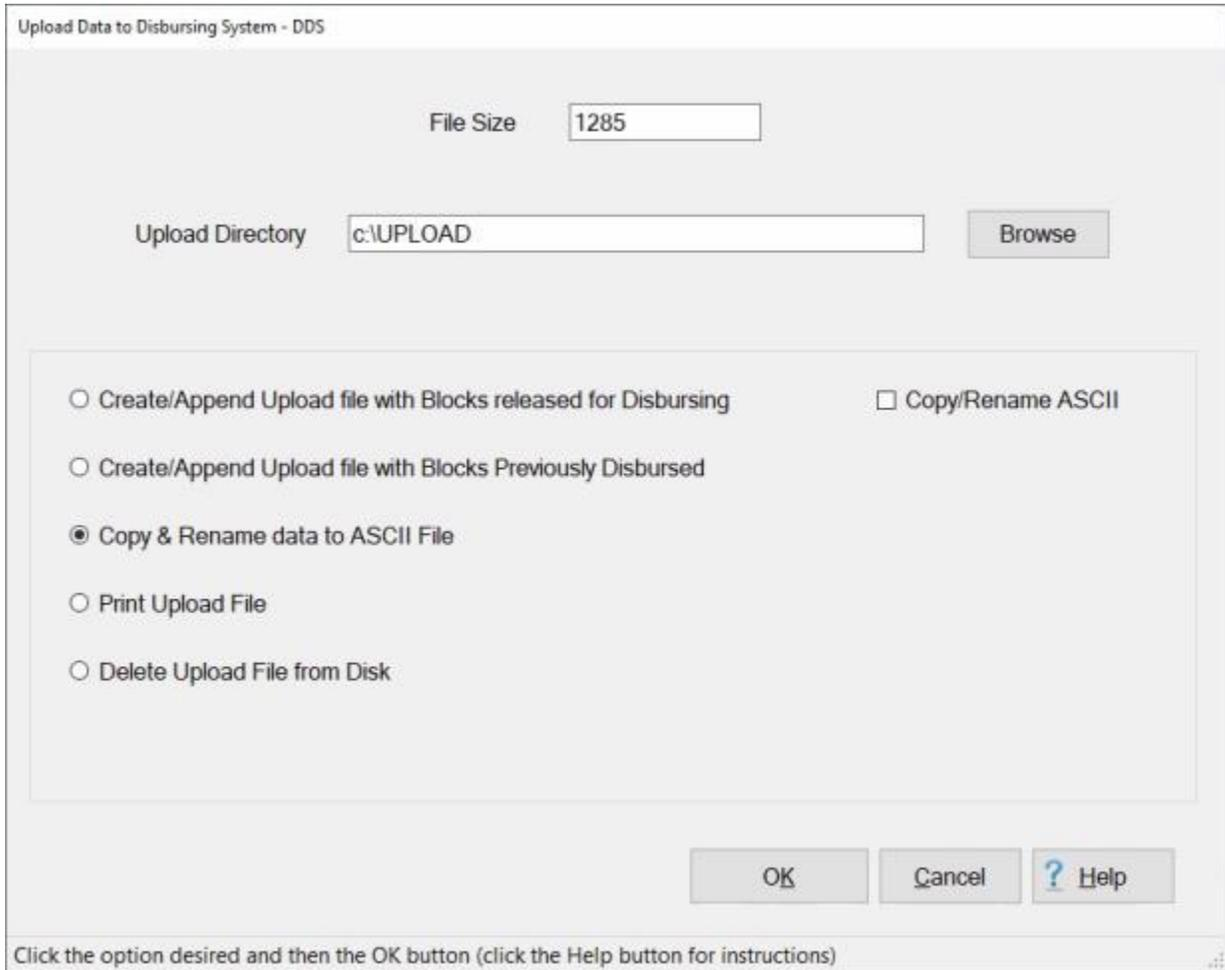 Upload Data to Disbursing System - DDS
File Size 1285
Upload Directory c:\UPLOAD Browse
Create/Append Upload file with Blocks released for Disbursing Copy/Rename ASCII
Create/Append Upload file with Blocks Previously Disbursed
Copy & Rename data to ASCII File
Print Upload File
Delete Upload File from Disk
OK Cancel ? Help
Click the option desired and then the OK button (click the Help button for instructions)